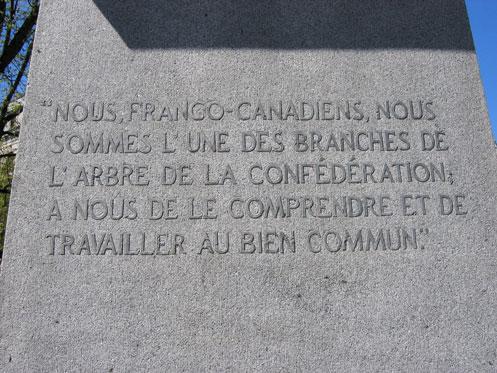 "NOUS, FRANCO-CANADIENS, NOUS
SOMMES L'UNE DES BRANCHES DE
L'ARBRE DE LA CONFÉDÉRATION;
A NOUS DE LE COMPRENDRE ET DE
TRAVAILLER AU BIEN COMMUN."